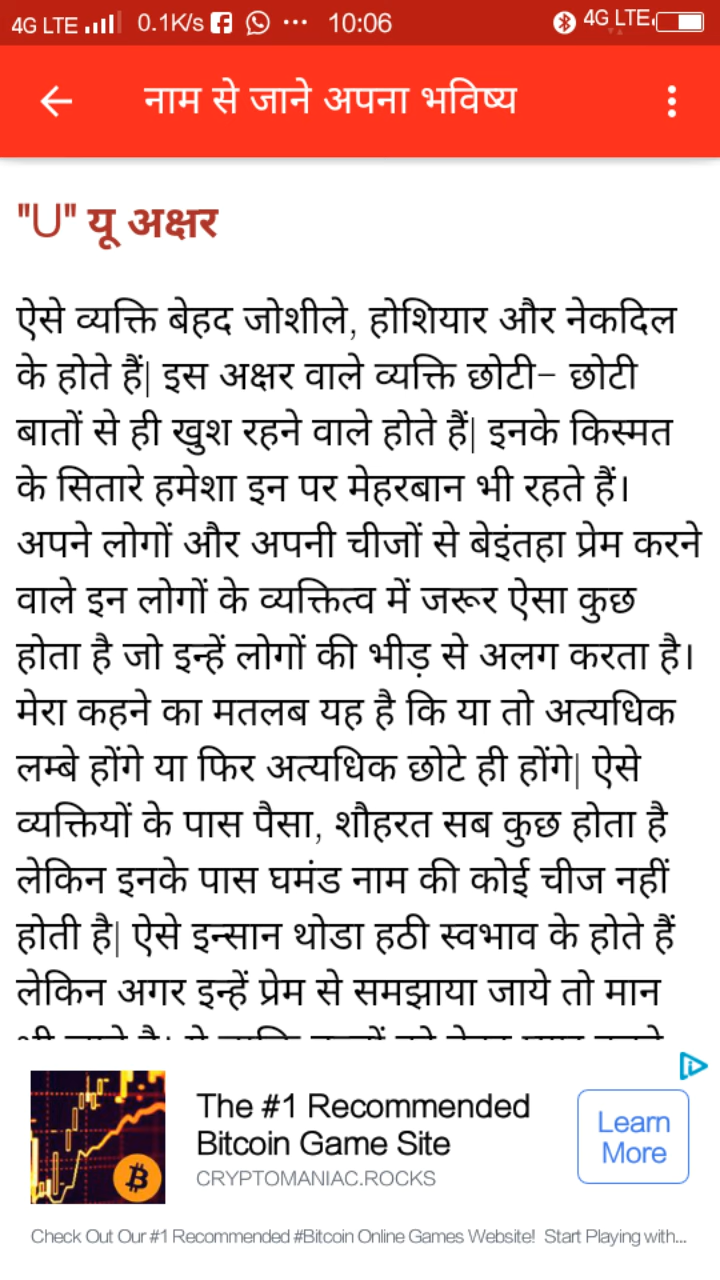 4G LTE 0.1K/s ... 10:06 4G LTE
नाम से जाने अपना भविष्य
"U" यू अक्षर
ऐसे व्यक्ति बेहद जोशीले, होशियार और नेकदिल
के होते हैं| इस अक्षर वाले व्यक्ति छोटी- छोटी
बातों से ही खुश रहने वाले होते हैं| इनके किस्मत
के सितारे हमेशा इन पर मेहरबान भी रहते हैं।
अपने लोगों और अपनी चीजों से बेइंतहा प्रेम करने
वाले इन लोगों के व्यक्तित्व में जरूर ऐसा कुछ
होता है जो इन्हें लोगों की भीड़ से अलग करता है।
मेरा कहने का मतलब यह है कि या तो अत्यधिक
लम्बे होंगे या फिर अत्यधिक छोटे ही होंगे| ऐसे
व्यक्तियों के पास पैसा, शौहरत सब कुछ होता है
लेकिन इनके पास घमंड नाम की कोई चीज नहीं
होती है| ऐसे इन्सान थोडा हठी स्वभाव के होते हैं
लेकिन अगर इन्हें प्रेम से समझाया जाये तो मान
The #1 Recommended
Bitcoin Game Site
CRYPTOMANIAC.ROCKS
Learn
More
Check Out Our #1 Recommended #Bitcoin Online Games Website! Start Playing with...